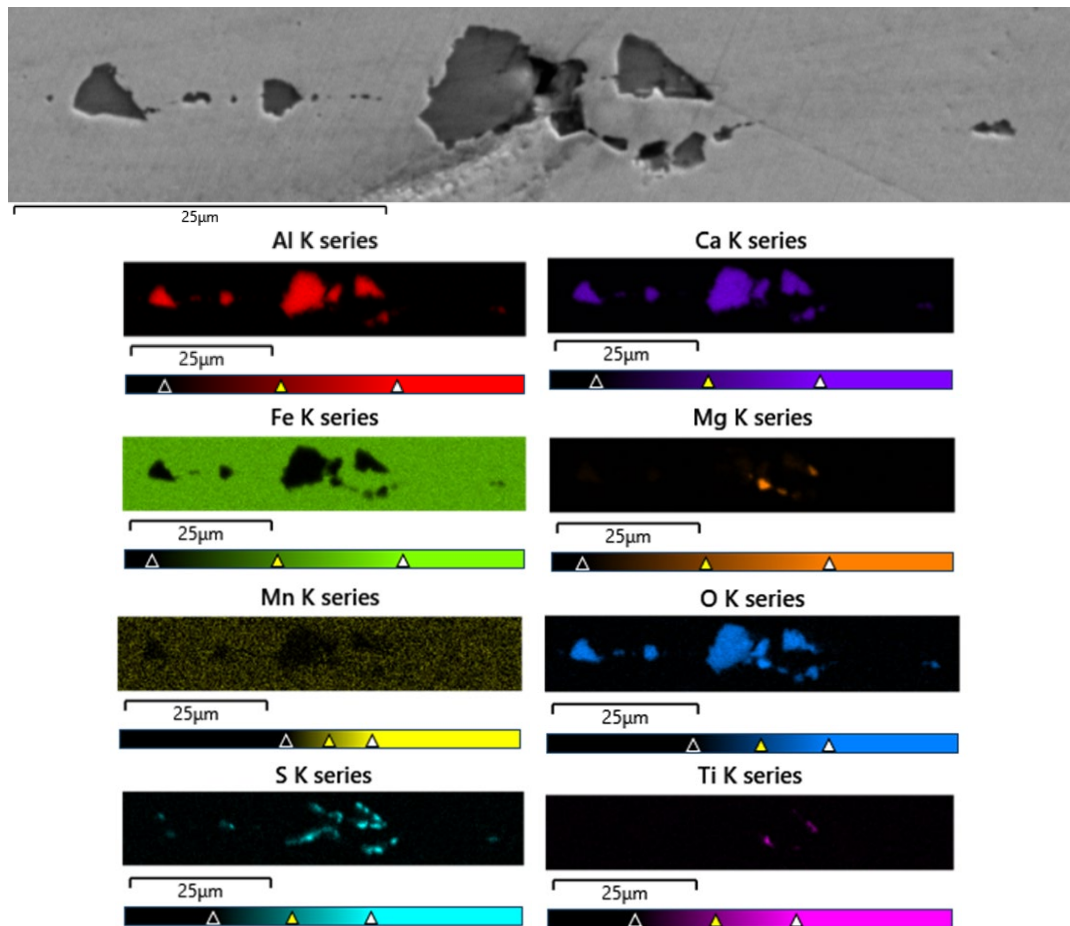 25μm
Al K series
Ca K series
25μm
25μm
Fe K series
Mg K series
25μm
25μm
Mn K series
O K series
25μm
25μm
S K series
Ti K series
25μm
25μm